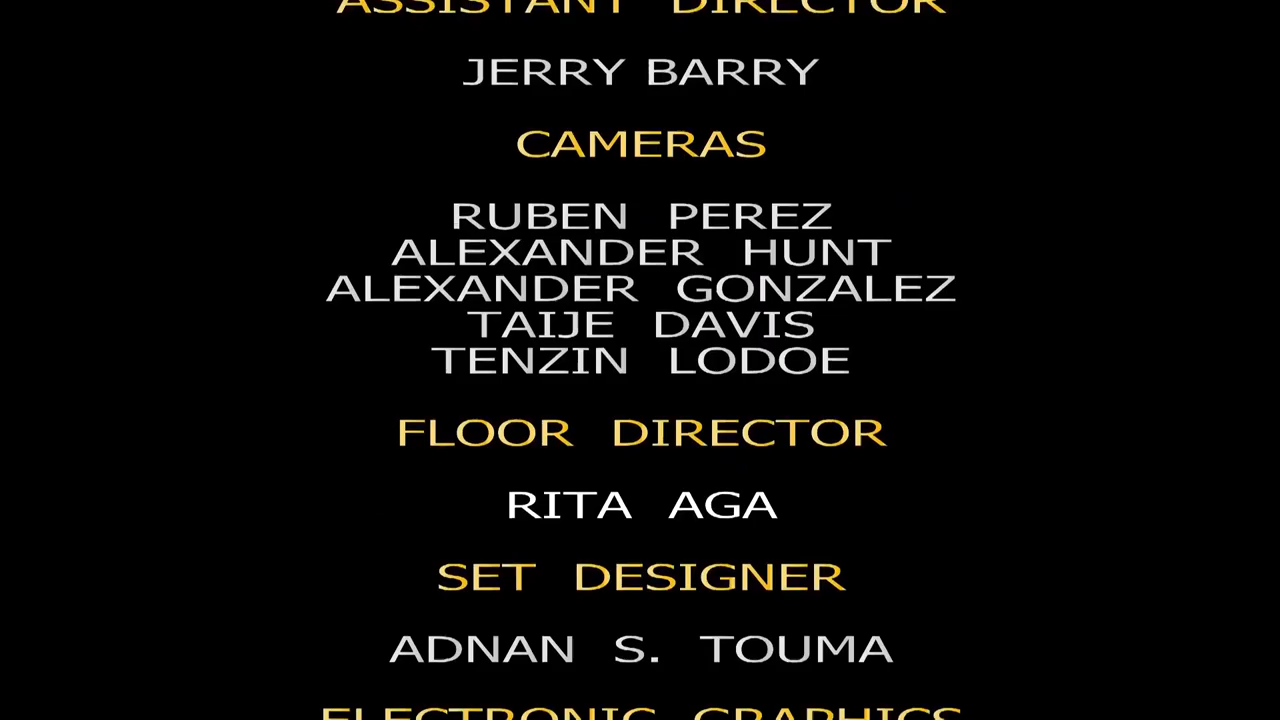 ASSISTANT DIRECTOR
JERRY BARRY
CAMERAS
RUBEN PEREZ
ALEXANDER HUNT
ALEXANDER GONZALEZ
TAIJE DAVIS
TENZIN LODOE
FLOOR DIRECTOR
RITA AGA
SET DESIGNER
ADNAN S. TOUMA
ELECTRONIC GRAPHICS